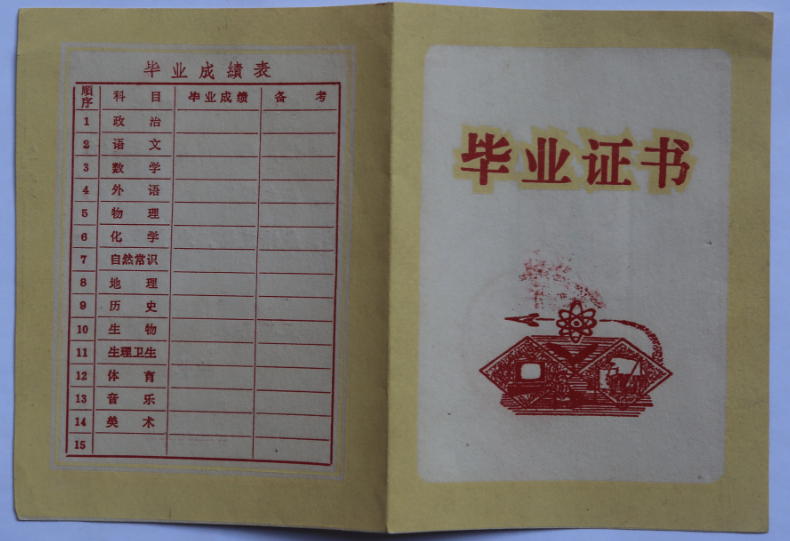 毕业成绩表
順序 科目 毕业成绩 备考
1 政治
2 语文
3 数学
4 外语
5 物理
6 化学
7 自然常识
8 地理
9 历史
10 生物
11 生理卫生
12 体育
13 音乐
14 美术
15
毕业证书